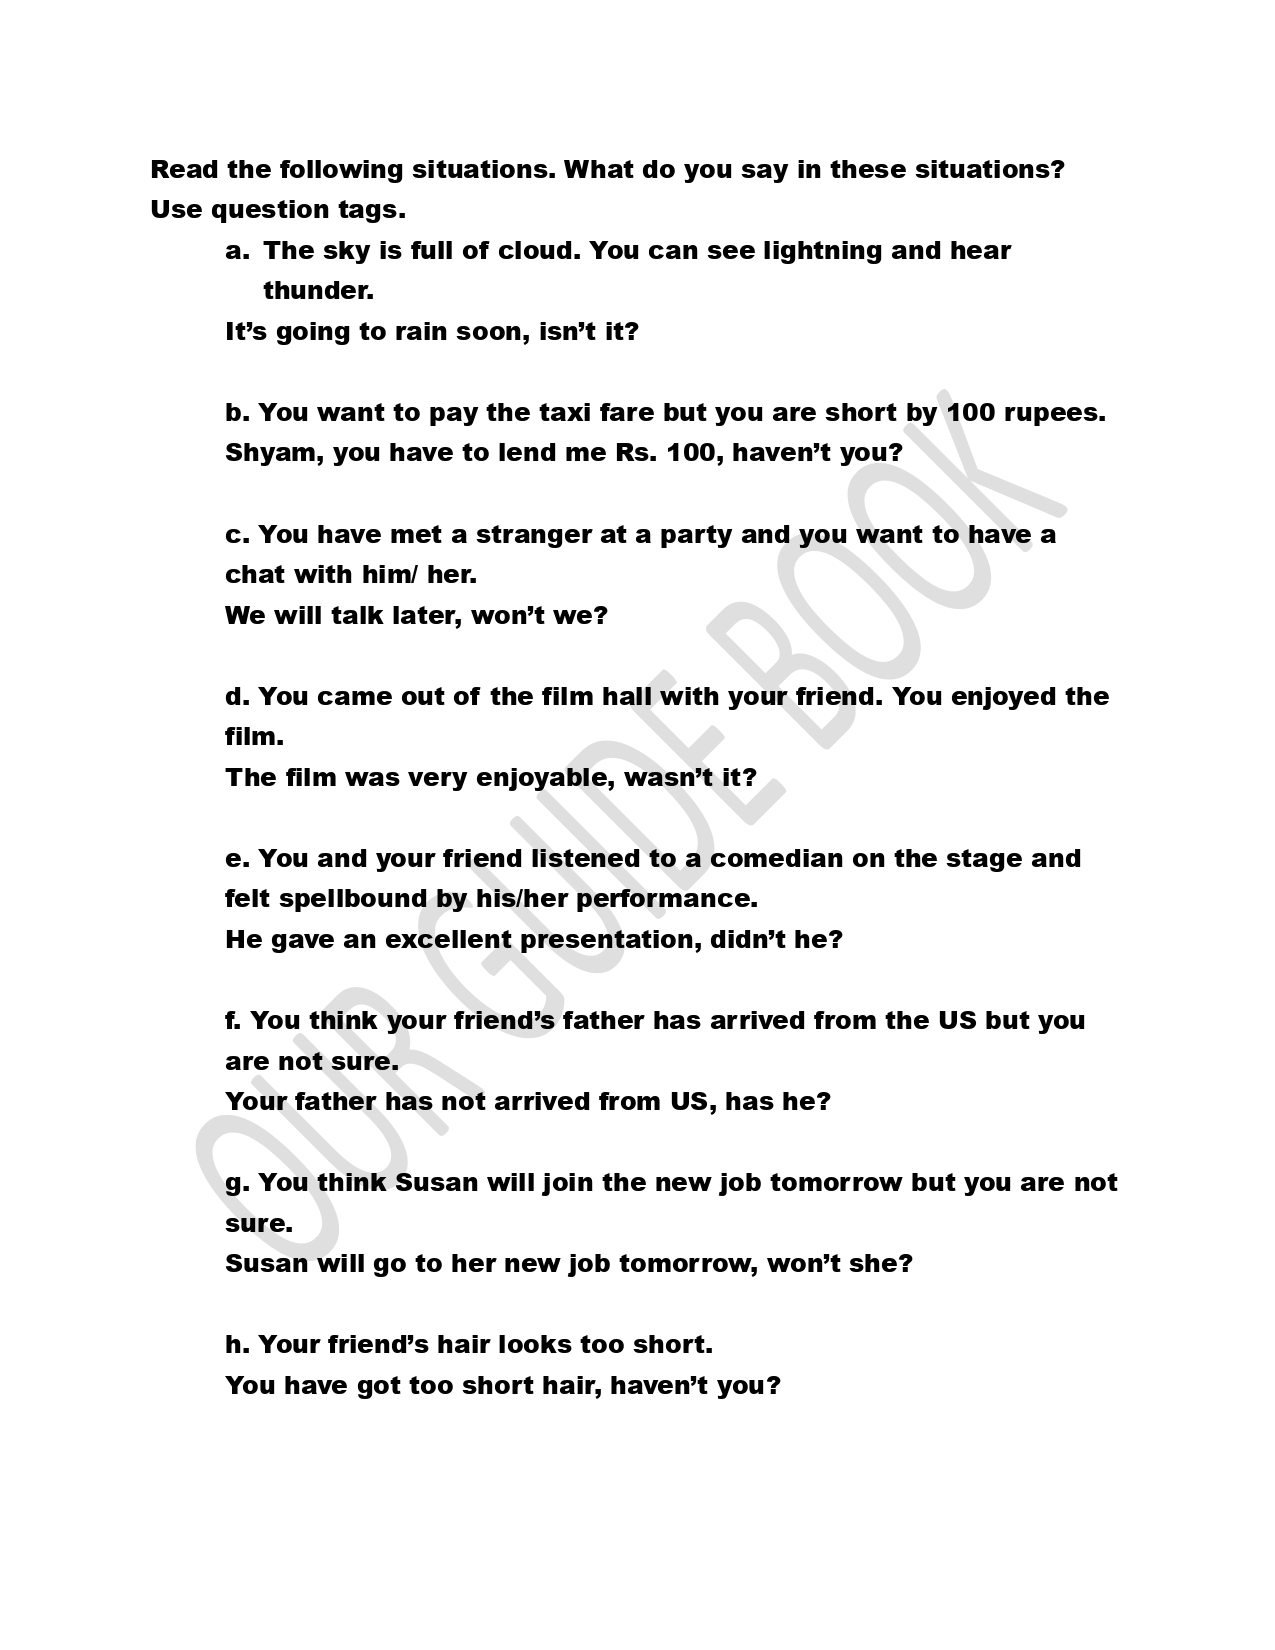 Read the following situations. What do you say in these situations?
Use question tags.
a. The sky is full of cloud. You can see lightning and hear
thunder.
It’s going to rain soon, isn’t it?
b. You want to pay the taxi fare but you are short by 100 rupees.
Shyam, you have to lend me Rs. 100, haven’t you?
c. You have met a stranger at a party and you want to have a
chat with him/ her.
We will talk later, won’t we?
d. You came out of the film hall with your friend. You enjoyed the
film.
The film was very enjoyable, wasn’t it?
e. You and your friend listened to a comedian on the stage and
felt spellbound by his/her performance.
He gave an excellent presentation, didn’t he?
f. You think your friend’s father has arrived from the US but you
are not sure.
Your father has not arrived from US, has he?
g. You think Susan will join the new job tomorrow but you are not
sure.
Susan will go to her new job tomorrow, won’t she?
h. Your friend’s hair looks too short.
You have got too short hair, haven’t you?
OUR GUIDE BOOK